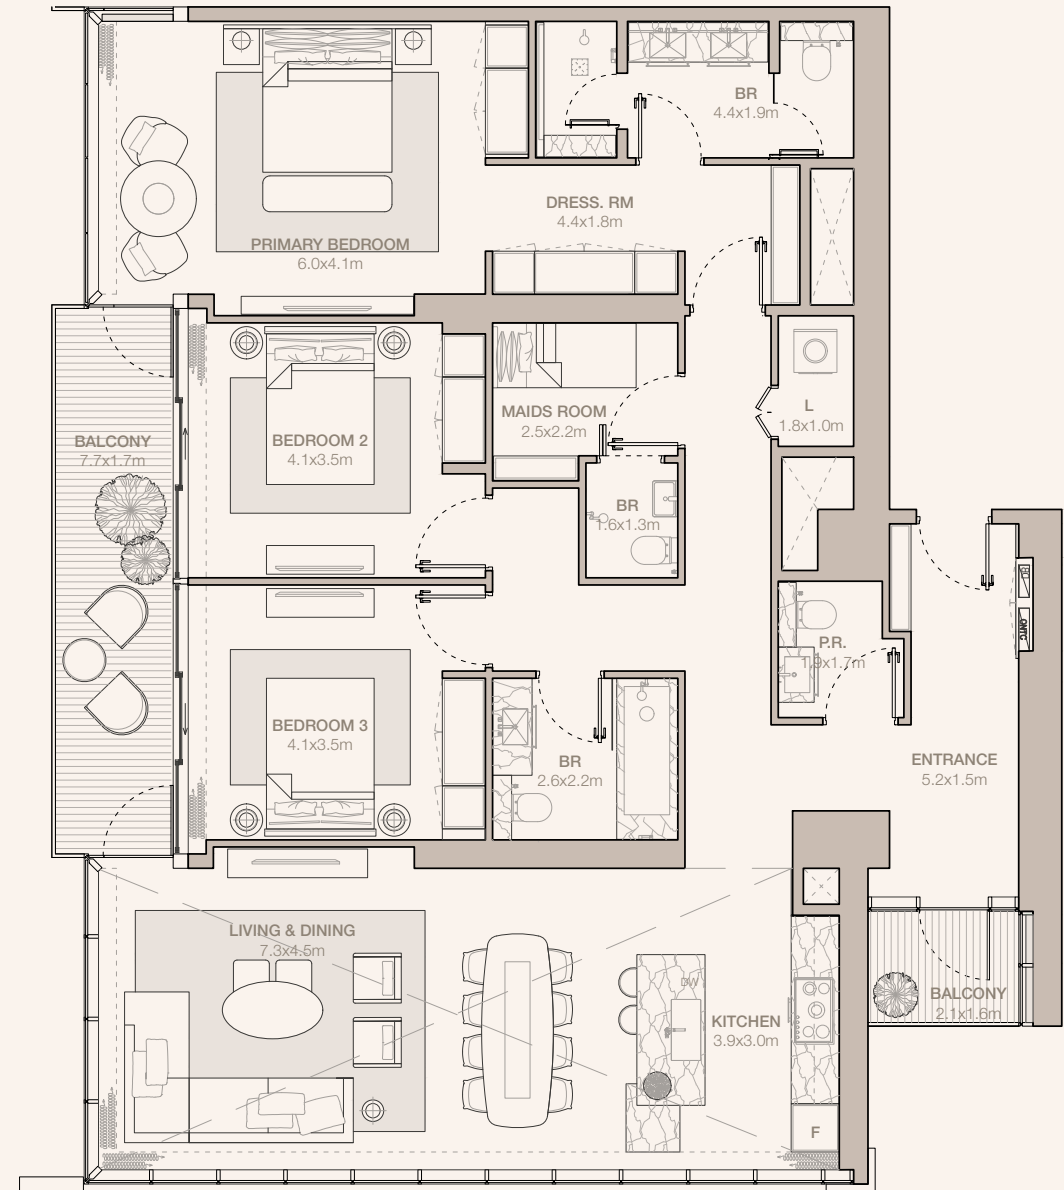 BR
4.4x1.9m
DRESS. RM
4.4x1.8m
PRIMARY BEDROOM
6.0x4.1m
MAIDS ROOM
2.5x2.2m
L
1.8x1.0m
BALCONY
7.7x1.7m
BEDROOM 2
4.1x3.5m
BR
1.6x1.3m
P.R.
1.9x1.7m
BEDROOM 3
4.1x3.5m
BR
2.6x2.2m
ENTRANCE
5.2x1.5m
LIVING & DINING
7.3x4.5m
DW
KITCHEN
3.9x3.0m
BALCONY
2.1x1.6m
F